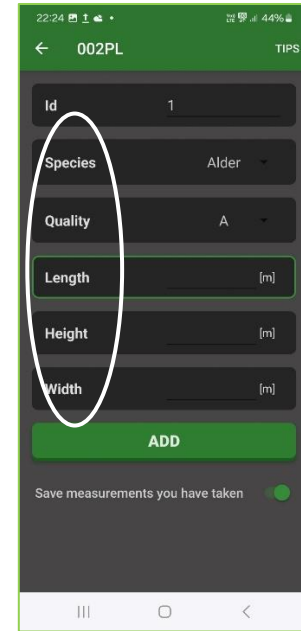 22:24 44%
← 002PL TIPS
Id 1
Species Alder
Quality A
Length [m]
Height [m]
Width [m]
ADD
Save measurements you have taken